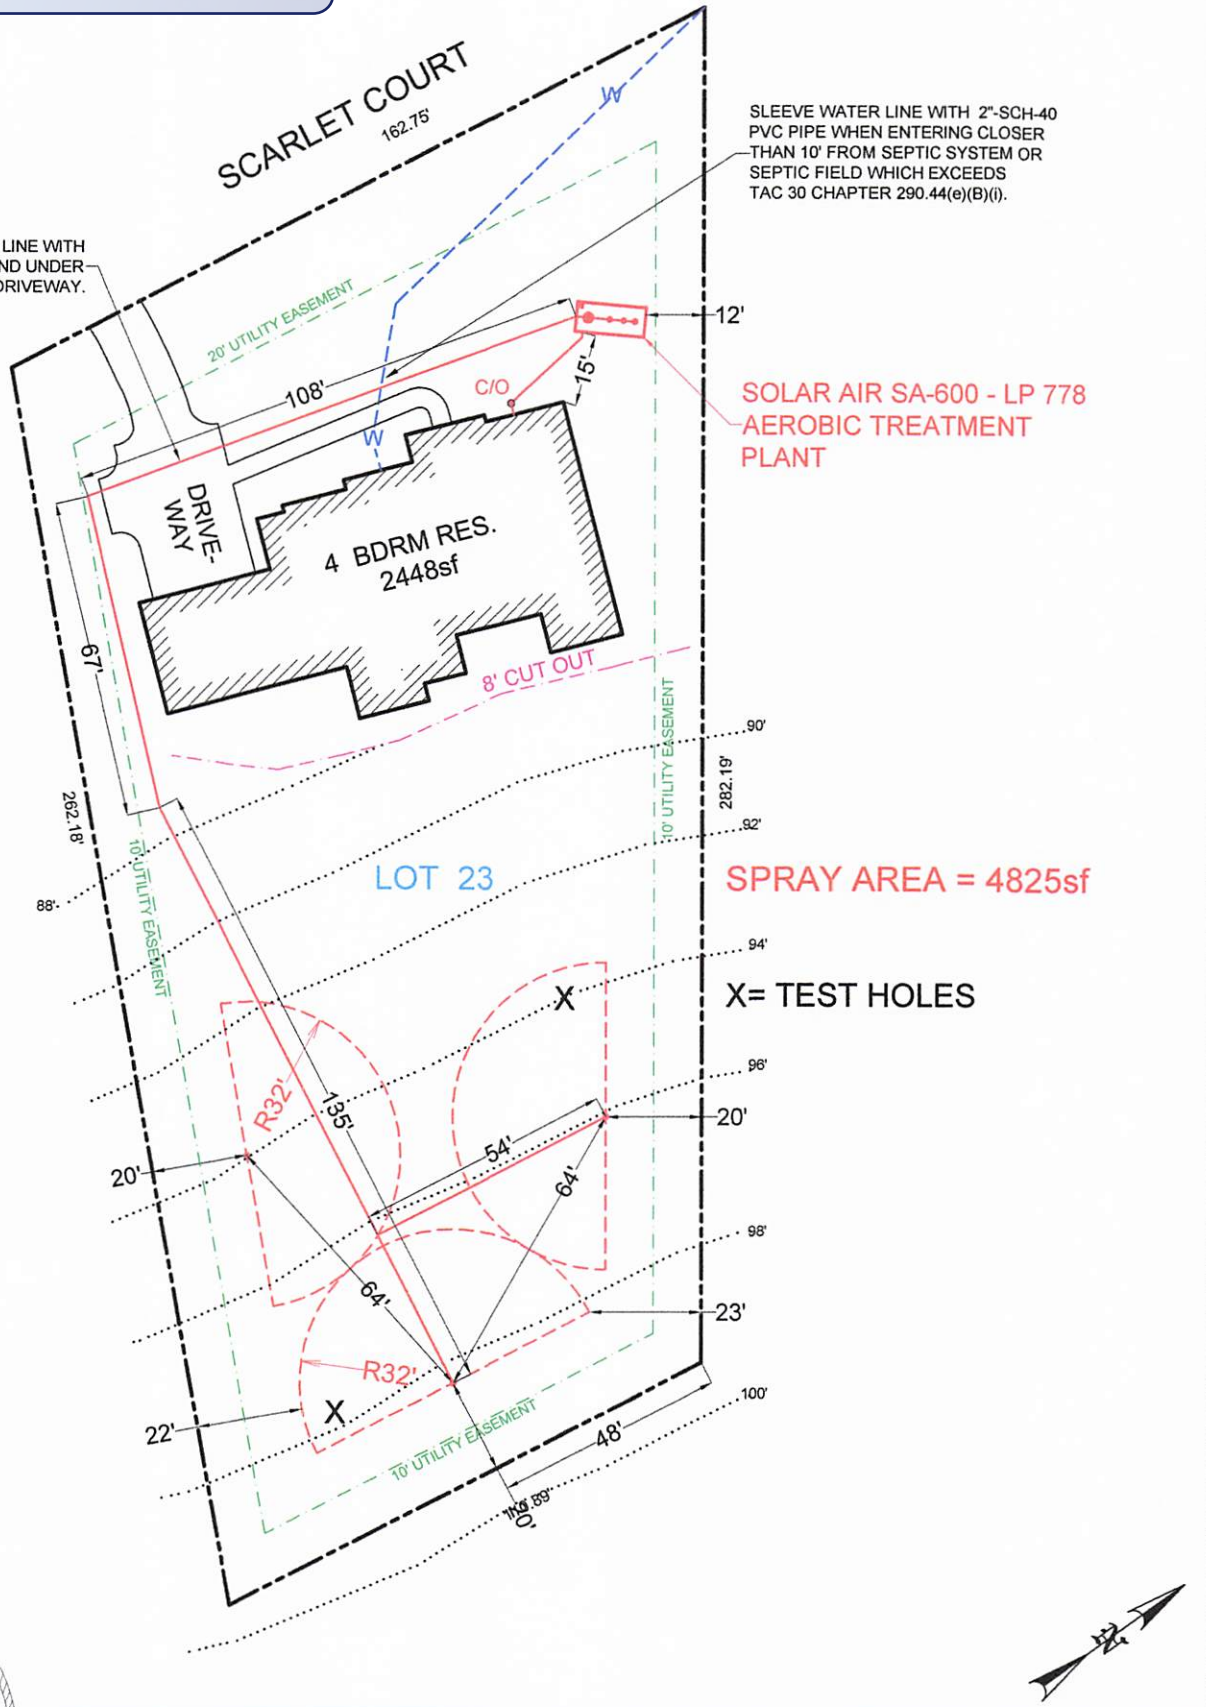 SCARLET COURT
162.75'
SLEEVE WATER LINE WITH 2"-SCH-40
PVC PIPE WHEN ENTERING CLOSER
THAN 10' FROM SEPTIC SYSTEM OR
SEPTIC FIELD WHICH EXCEEDS
TAC 30 CHAPTER 290.44(e)(B)(i).
W
LINE WITH
ND UNDER
DRIVEWAY.
20' UTILITY EASEMENT
12'
108'
C/O
15'
SOLAR AIR SA-600 - LP 778
AEROBIC TREATMENT
PLANT
W
DRIVE-
WAY
4 BDRM RES.
2448sf
67'
8' CUT OUT
10' UTILITY EASEMENT
90'
282.19'
262.18'
92'
10' UTILITY EASEMENT
LOT 23
SPRAY AREA = 4825sf
88'
94'
X
X= TEST HOLES
R32'
135'
96'
54'
20'
20'
64'
98'
64'
23'
R32'
X
100'
22'
48'
10' UTILITY EASEMENT
20'
N